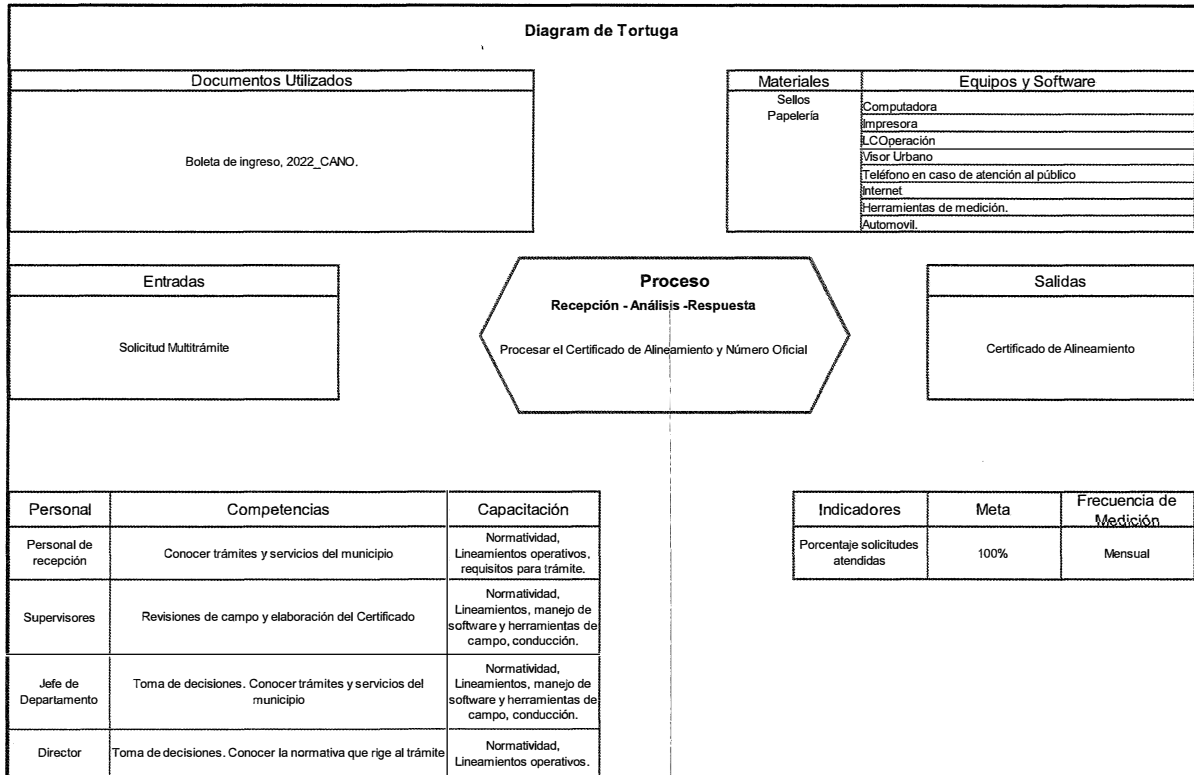 Diagram de Tortuga
Documentos Utilizados
Boleta de ingreso, 2022_CANO.
Materiales
Equipos y Software
Sellos
Papelería
Computadora
Impresora
LCOperación
Visor Urbano
Teléfono en caso de atención al público
Internet
Herramientas de medición.
Automovil.
Entradas
Solicitud Multitrámite
Proceso
Recepción - Análisis -Respuesta
Procesar el Certificado de Alineamiento y Número Oficial
Salidas
Certificado de Alineamiento
Personal
Competencias
Capacitación
Personal de
recepción
Conocer trámites y servicios del municipio
Normatividad,
Lineamientos operativos,
requisitos para trámite.
Supervisores
Revisiones de campo y elaboración del Certificado
Normatividad,
Lineamientos, manejo de
software y herramientas de
campo, conducción.
Jefe de
Departamento
Toma de decisiones. Conocer trámites y servicios del
municipio
Normatividad,
Lineamientos, manejo de
software y herramientas de
campo, conducción.
Director
Toma de decisiones. Conocer la normativa que rige al trámite
Normatividad,
Lineamientos operativos.
Indicadores
Meta
Frecuencia de
Medición
Porcentaje solicitudes
atendidas
100%
Mensual